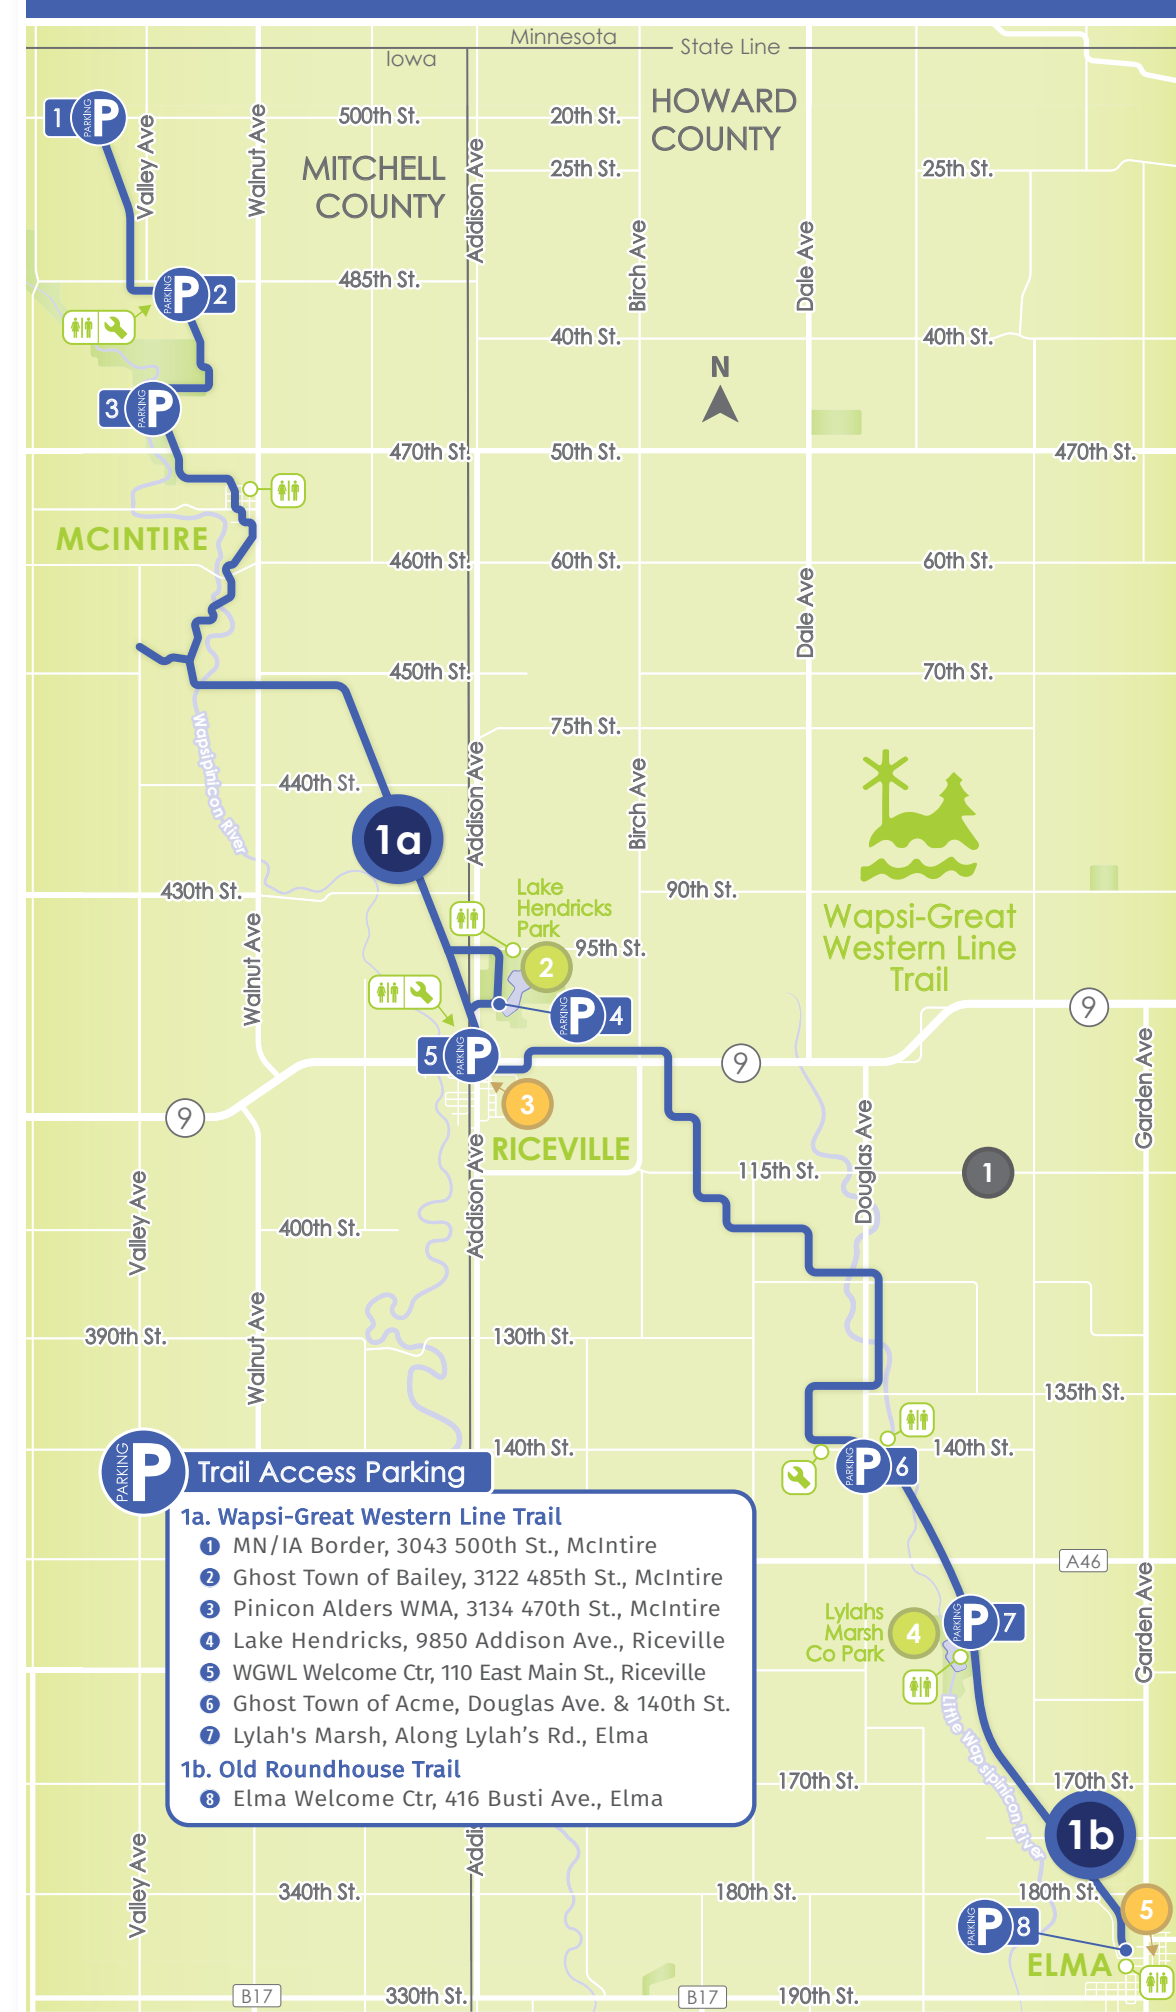 Minnesota
State Line
Iowa
HOWARD
COUNTY
MITCHELL
COUNTY
1 PARKING P
500th St.
20th St.
25th St.
25th St.
Valley Ave
Walnut Ave
Addison Ave
Birch Ave
Dale Ave
485th St.
PARKING P 2
40th St.
40th St.
N
3 PARKING P
470th St.
50th St.
470th St.
MCINTIRE
460th St.
60th St.
60th St.
Dale Ave
450th St.
70th St.
75th St.
Wapsipinicon River
440th St.
Addison Ave
Birch Ave
1a
430th St.
90th St.
Lake
Hendricks
Park
2
95th St.
Wapsi-Great
Western Line
Trail
Walnut Ave
PARKING P 4
5 PARKING P
9
9
9
3
RICEVILLE
Garden Ave
Douglas Ave
115th St.
1
Valley Ave
Addison Ave
400th St.
Walnut Ave
390th St.
130th St.
135th St.
140th St.
140th St.
PARKING P 6
A46
Garden Ave
Lylahs
Marsh
Co Park
4
PARKING P 7
Little Wapsipinicon River
PARKING P Trail Access Parking
1a. Wapsi-Great Western Line Trail
1 MN/IA Border, 3043 500th St., McIntire
2 Ghost Town of Bailey, 3122 485th St., McIntire
3 Pinicon Alders WMA, 3134 470th St., McIntire
4 Lake Hendricks, 9850 Addison Ave., Riceville
5 WGWL Welcome Ctr, 110 East Main St., Riceville
6 Ghost Town of Acme, Douglas Ave. & 140th St.
7 Lylah's Marsh, Along Lylah’s Rd., Elma
1b. Old Roundhouse Trail
8 Elma Welcome Ctr, 416 Busti Ave., Elma
170th St.
170th St.
1b
Valley Ave
Addis
340th St.
180th St.
180th St.
5
PARKING P 8
ELMA
B17
330th St.
B17
190th St.